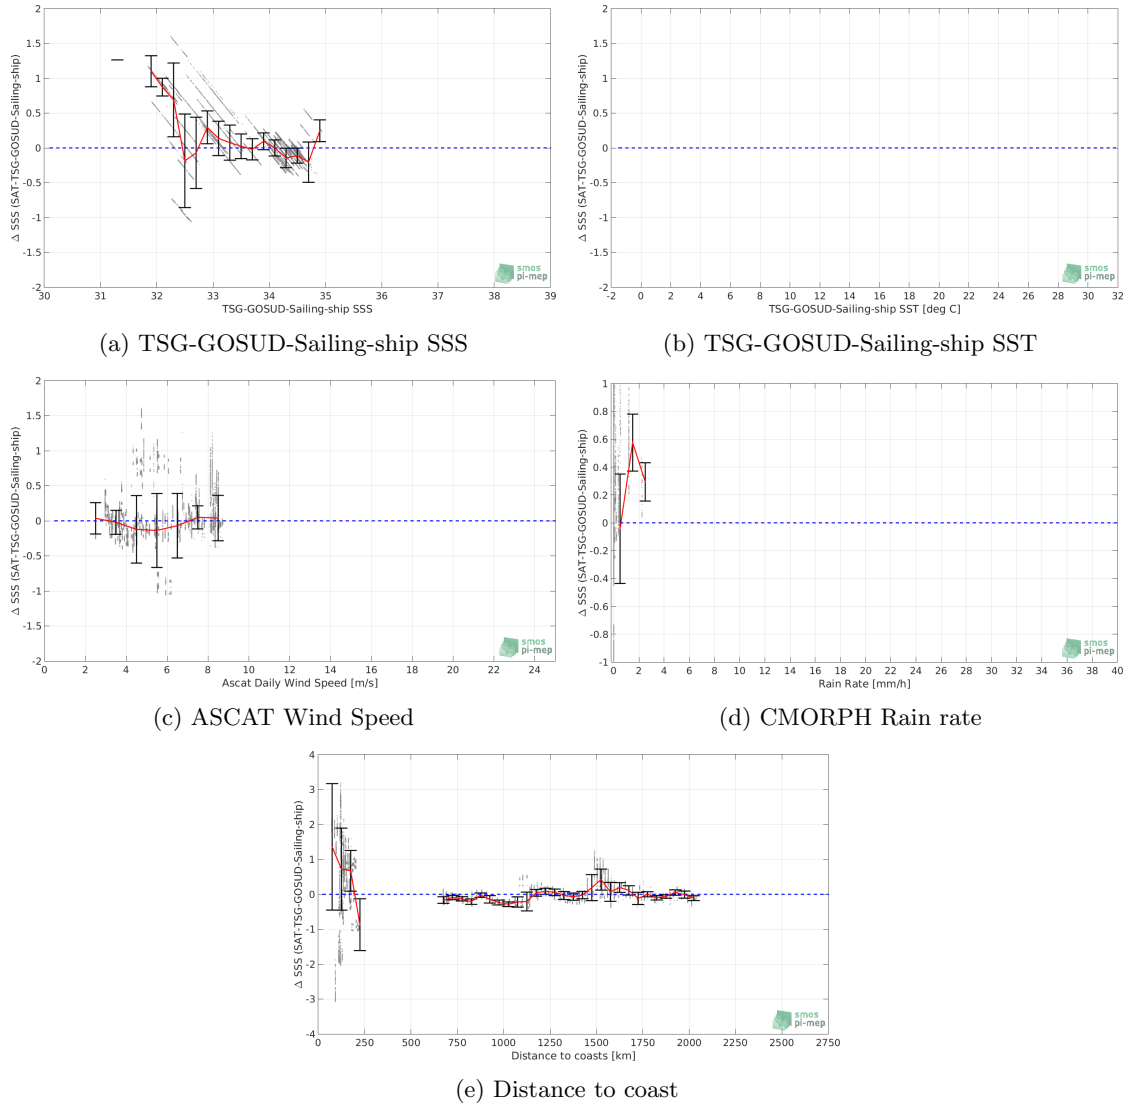 Δ SSS (SAT-TSG-GOSUD-Sailing-ship)
2
1.5
1
0.5
0
-0.5
-1
-1.5
-2
30 31 32 33 34 35 36 37 38 39
TSG-GOSUD-Sailing-ship SSS
smos
pi-mep
(a) TSG-GOSUD-Sailing-ship SSS
Δ SSS (SAT-TSG-GOSUD-Sailing-ship)
2
1.5
1
0.5
0
-0.5
-1
-1.5
-2
-2 0 2 4 6 8 10 12 14 16 18 20 22 24 26 28 30 32
TSG-GOSUD-Sailing-ship SST [deg C]
smos
pi-mep
(b) TSG-GOSUD-Sailing-ship SST
Δ SSS (SAT-TSG-GOSUD-Sailing-ship)
2
1.5
1
0.5
0
-0.5
-1
-1.5
-2
0 2 4 6 8 10 12 14 16 18 20 22 24
Ascat Daily Wind Speed [m/s]
smos
pi-mep
(c) ASCAT Wind Speed
Δ SSS (SAT-TSG-GOSUD-Sailing-ship)
1
0.8
0.6
0.4
0.2
0
-0.2
-0.4
-0.6
-0.8
-1
0 2 4 6 8 10 12 14 16 18 20 22 24 26 28 30 32 34 36 38 40
Rain Rate [mm/h]
smos
pi-mep
(d) CMORPH Rain rate
Δ SSS (SAT-TSG-GOSUD-Sailing-ship)
4
3
2
1
0
-1
-2
-3
-4
0 250 500 750 1000 1250 1500 1750 2000 2250 2500 2750
Distance to coasts [km]
smos
pi-mep
(e) Distance to coast